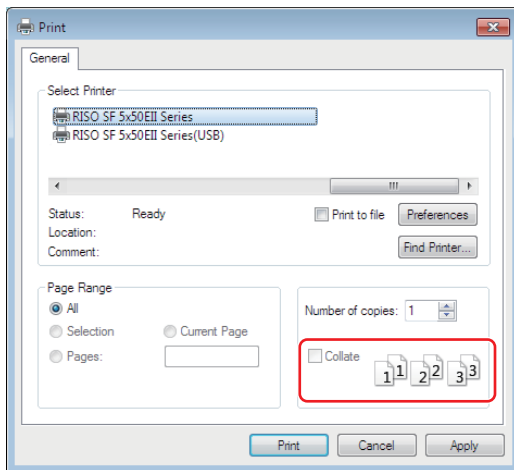 Print
General
Select Printer
RISO SF 5x50EII Series
RISO SF 5x50EII Series(USB)
Status: Ready
Print to file
Preferences
Location:
Comment:
Find Printer...
Page Range
All
Selection
Current Page
Pages:
Number of copies: 1
Collate
1 1 2 2 3 3
Print Cancel Apply